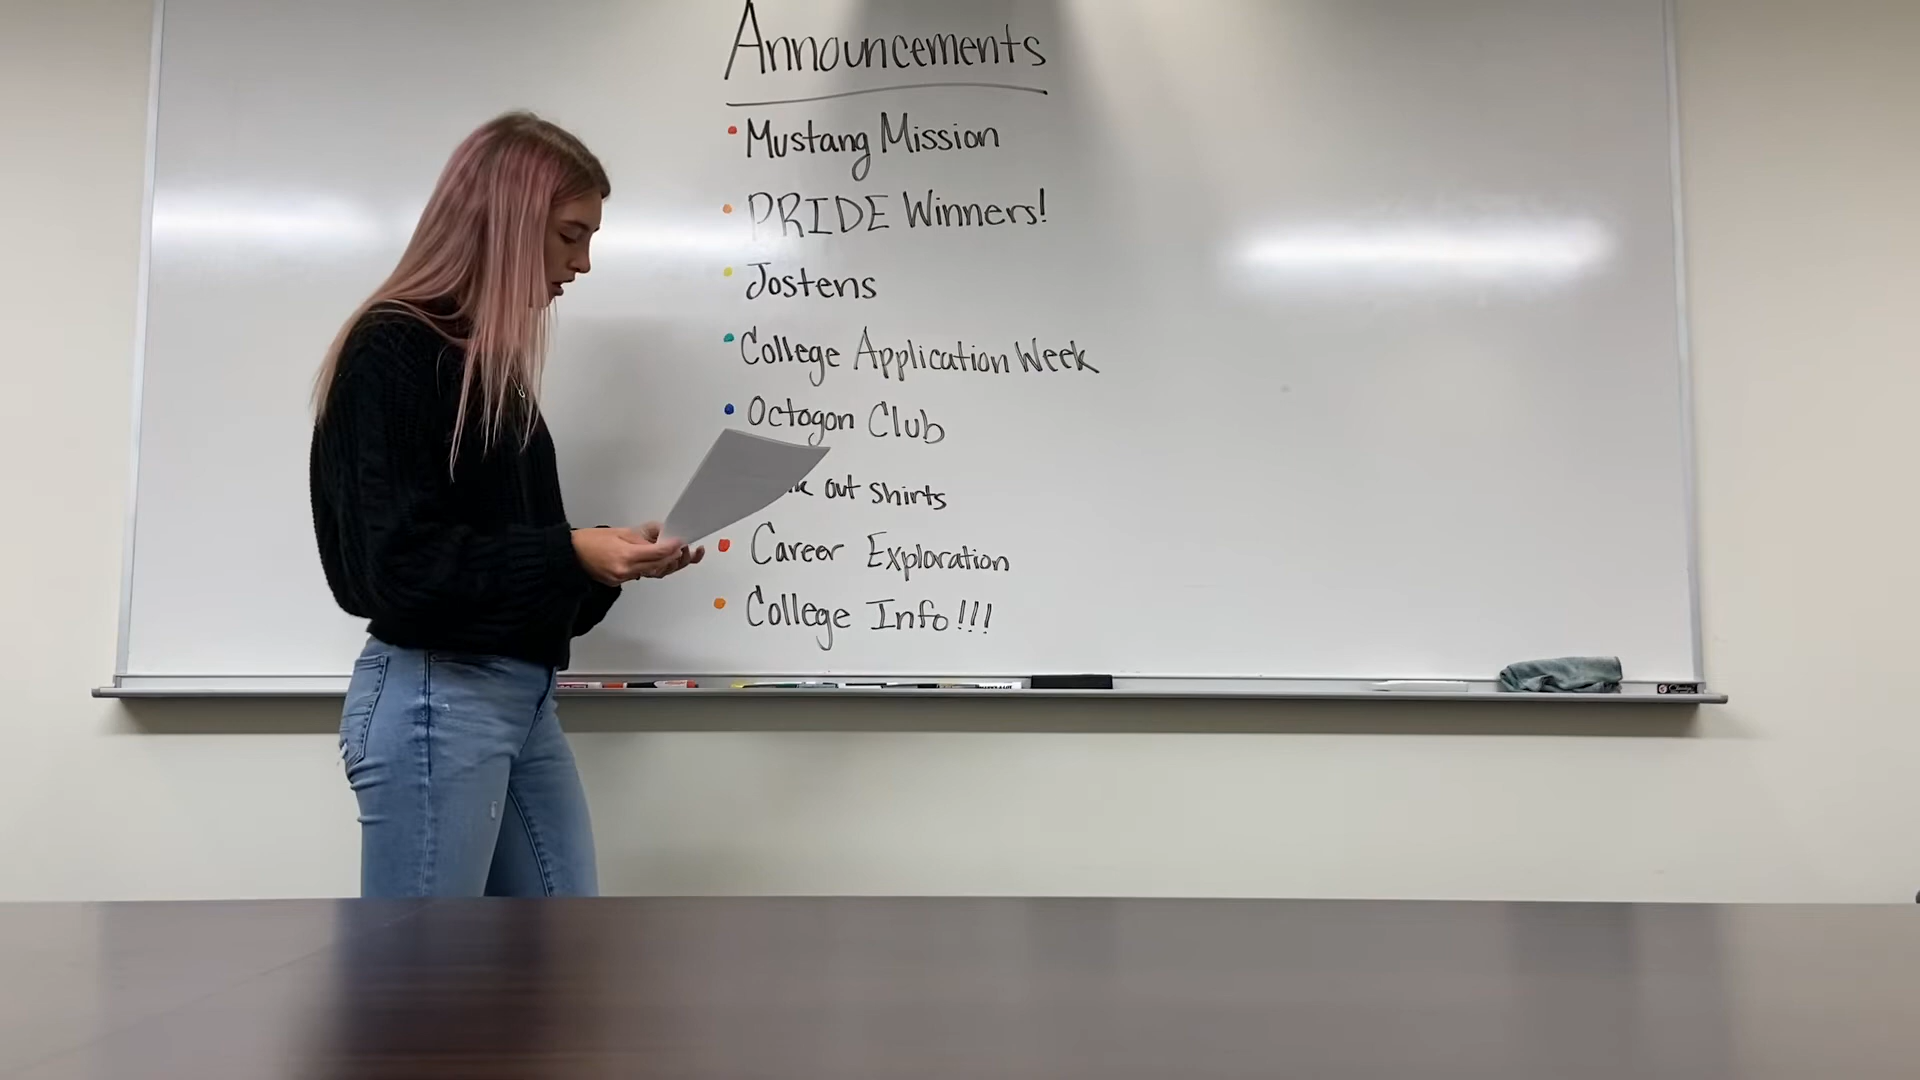 Announcements
Mustang Mission
PRIDE Winners!
Jostens
College Application Week
Octogon Club
out shirts
Career Exploration
College Info!!!